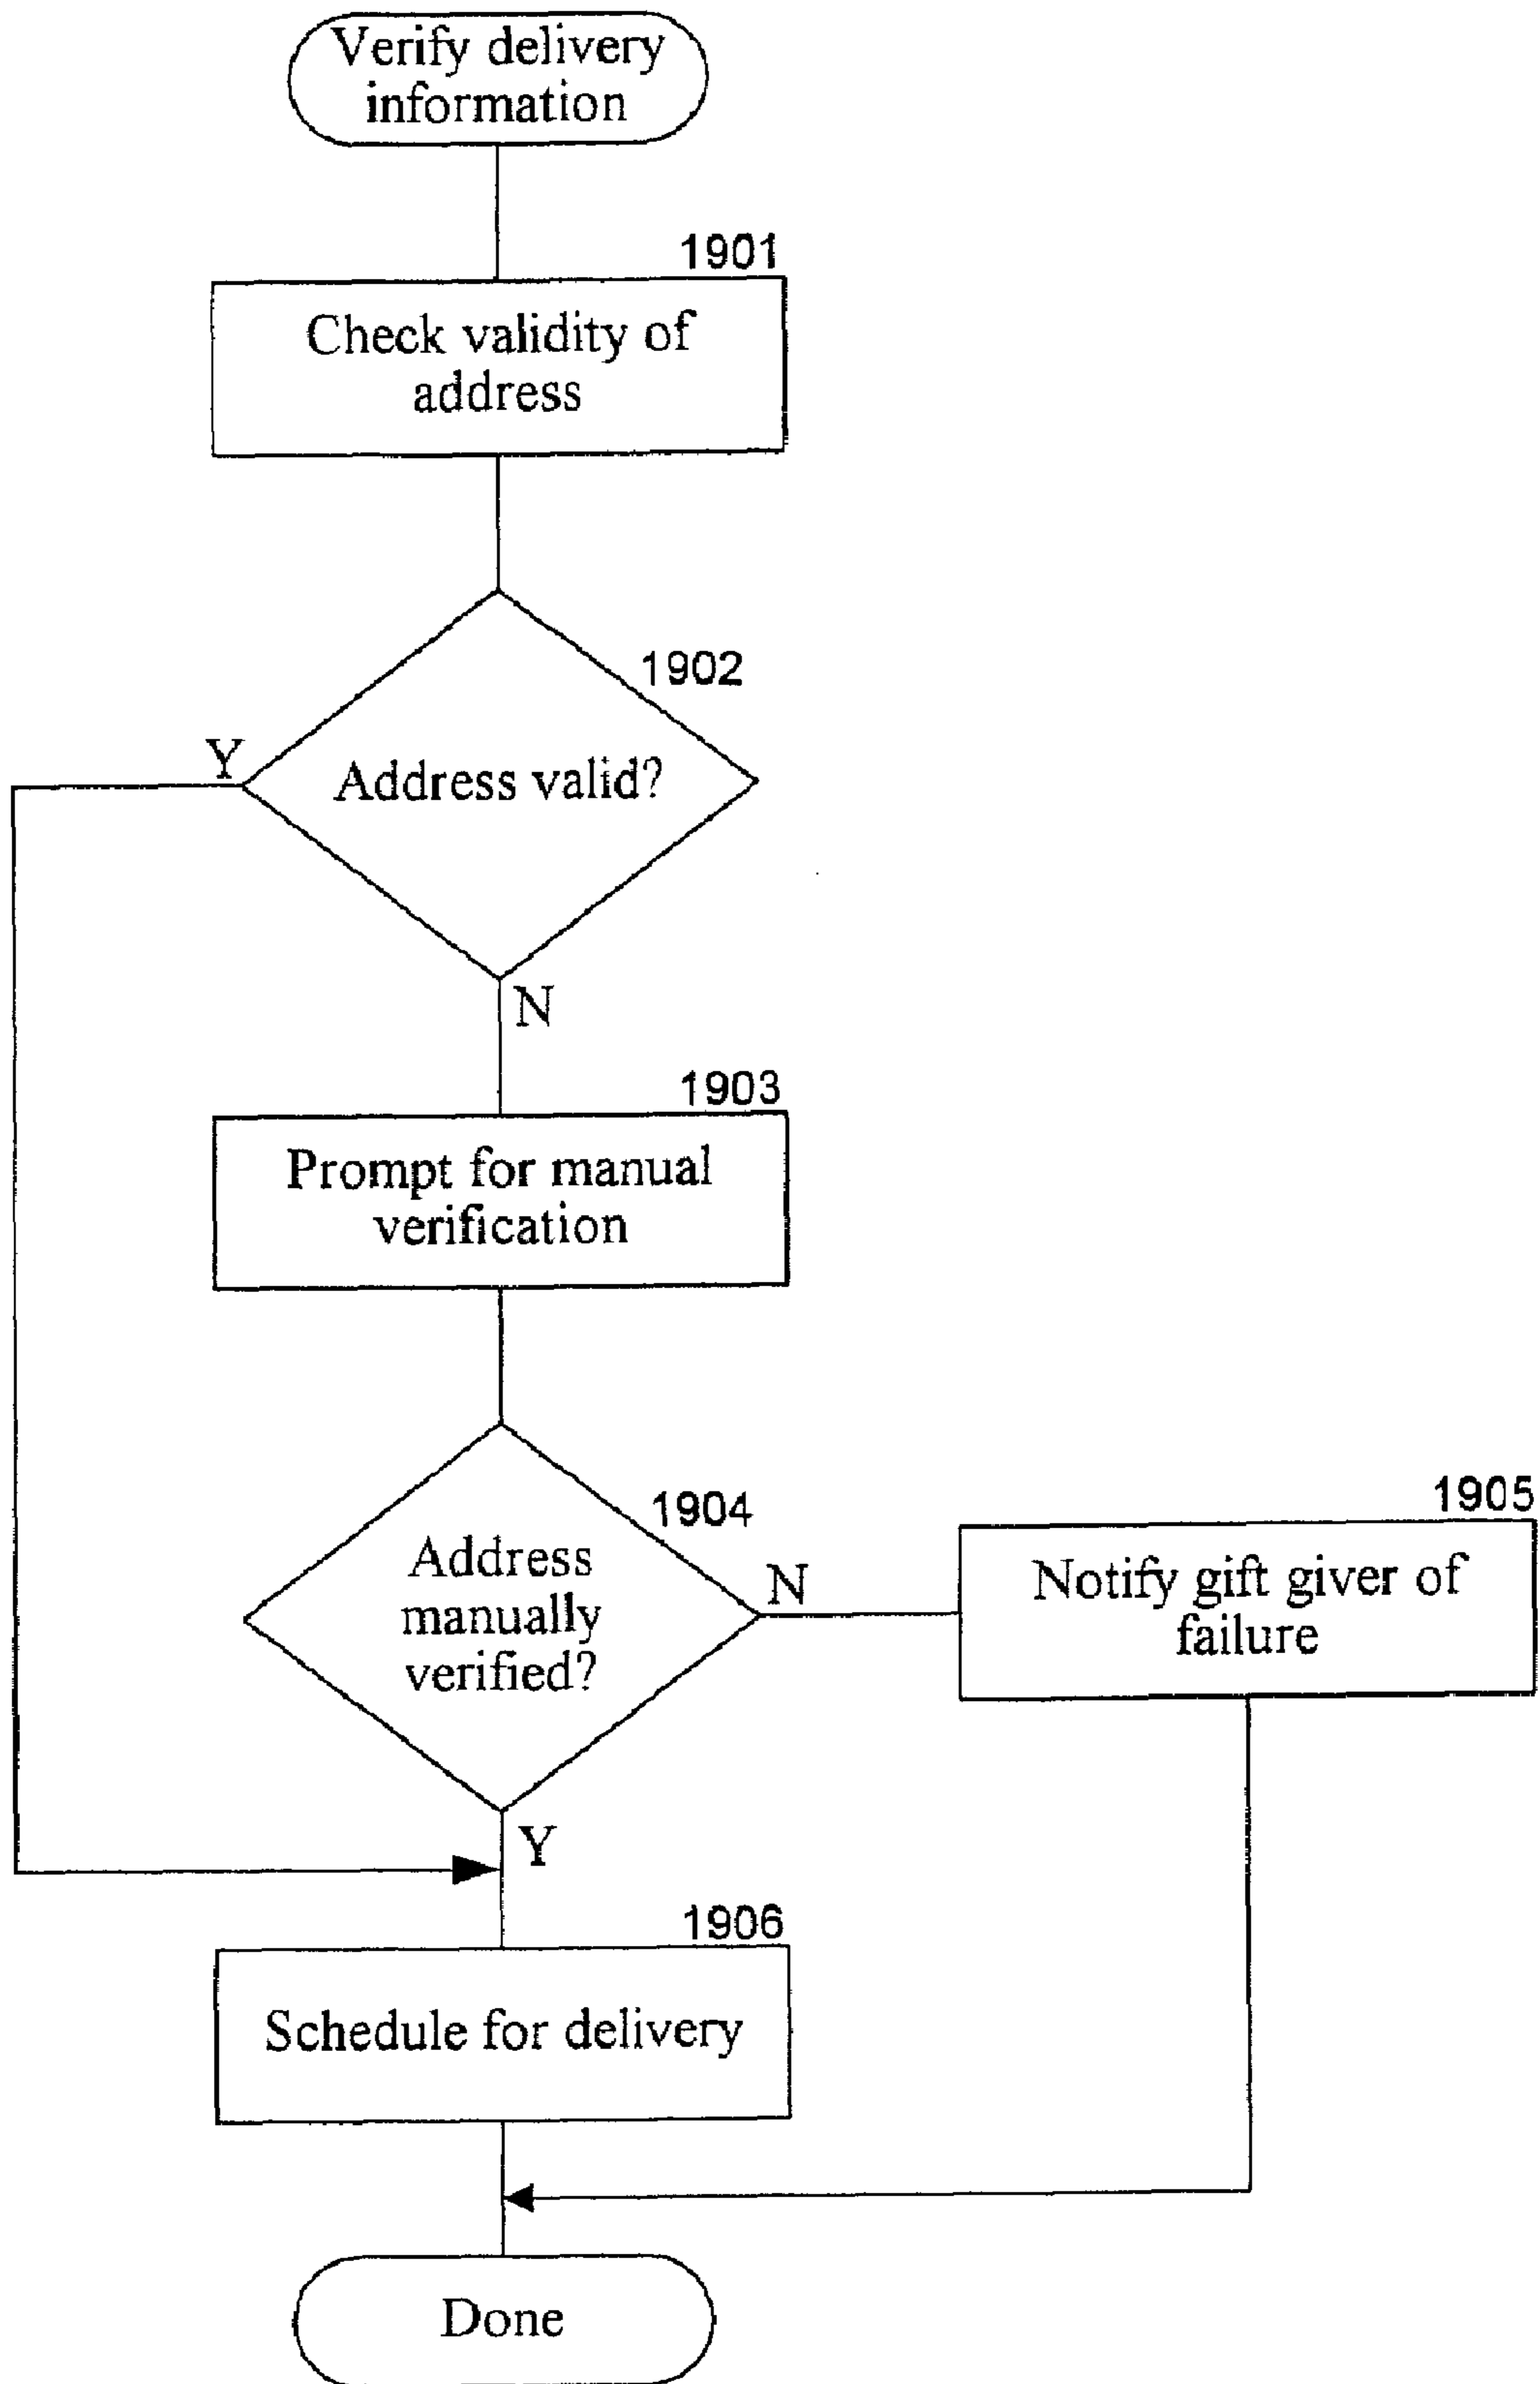 Verify delivery
information
1901
Check validity of
address
1902
Y
Address valid?
N
1903
Prompt for manual
verification
1904
Address
manually
verified?
N
1905
Notify gift giver of
failure
Y
1906
Schedule for delivery
Done